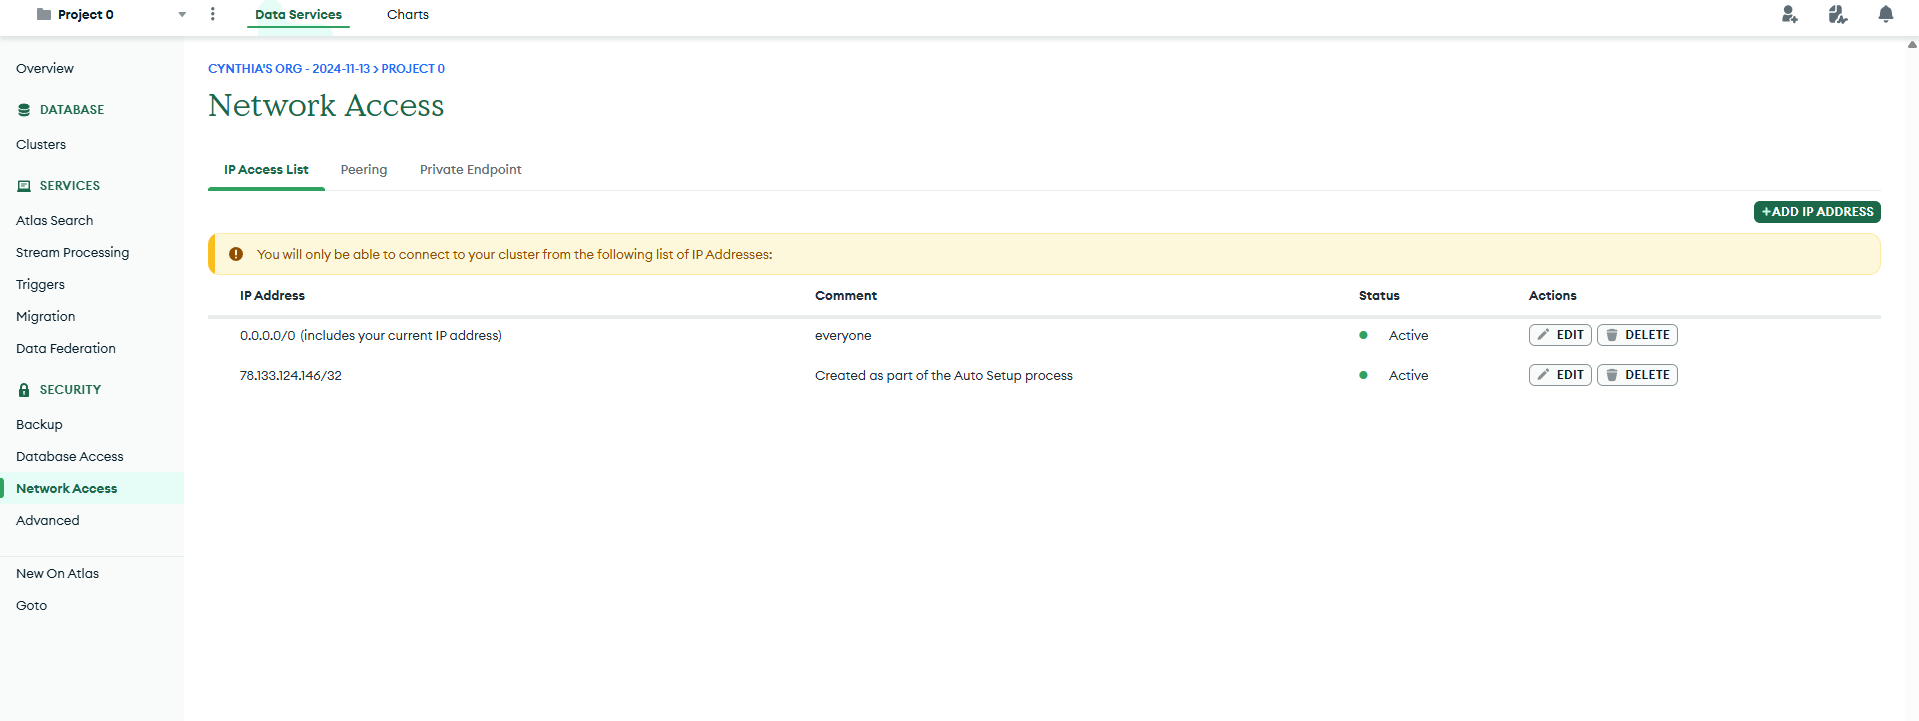 Project 0
Data Services
Charts
Overview
DATABASE
Clusters
SERVICES
Atlas Search
Stream Processing
Triggers
Migration
Data Federation
SECURITY
Backup
Database Access
Network Access
Advanced
New On Atlas
Goto
CYNTHIA'S ORG - 2024-11-13 > PROJECT 0
Network Access
IP Access List
Peering
Private Endpoint
+ADD IP ADDRESS
You will only be able to connect to your cluster from the following list of IP Addresses:
IP Address Comment Status Actions
0.0.0.0/0 (includes your current IP address) everyone Active EDIT DELETE
78.133.124.146/32 Created as part of the Auto Setup process Active EDIT DELETE